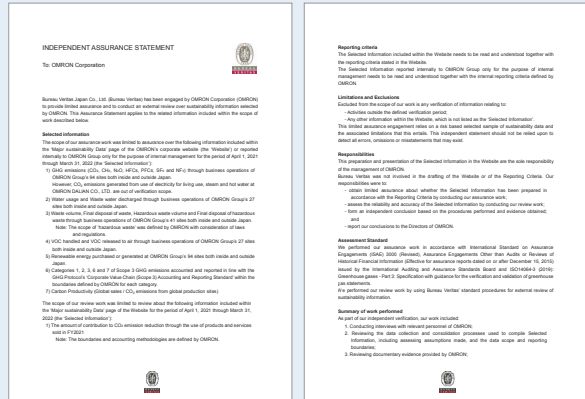 INDEPENDENT ASSURANCE STATEMENT
To: OMRON Corporation
BUREAU
VERITAS
Bureau Veritas Japan Co., Ltd. (Bureau Veritas) has been engaged by OMRON Corporation (OMRON)
to provide limited assurance and to conduct an external review over sustainability information selected
by OMRON. This Assurance Statement applies to the related information included within the scope of
work described below.
Selected information
The scope of our assurance work was limited to assurance over the following information included within
the 'Major sustainability Data' page of the OMRON's corporate website (the 'Website') or reported
internally to OMRON Group only for the purpose of internal management for the period of April 1, 2021
through March 31, 2022 (the 'Selected Information'):
1) GHG emissions (CO₂, CH₄, N₂O, HFCs, PFCs, SF₆ and NF₃) through business operations of
OMRON Group's 94 sites both inside and outside Japan.
However, CO₂ emissions generated from use of electricity for living use, steam and hot water at
OMRON DALIAN CO., LTD. are out of verification scope.
2) Water usage and Waste water discharged through business operations of OMRON Group's 27
sites both inside and outside Japan.
3) Waste volume, Final disposal of waste, Hazardous waste volume and Final disposal of hazardous
waste through business operations of OMRON Group's 41 sites both inside and outside Japan.
Note: The scope of 'hazardous waste' was defined by OMRON with consideration of laws
and regulations.
4) VOC handled and VOC released to air through business operations of OMRON Group's 27 sites
both inside and outside Japan.
5) Renewable energy purchased or generated at OMRON Group's 94 sites both inside and outside
Japan.
6) Categories 1, 2, 3, 6 and 7 of Scope 3 GHG emissions accounted and reported in line with the
GHG Protocol's 'Corporate Value Chain (Scope 3) Accounting and Reporting Standard' within the
boundaries defined by OMRON for each category.
7) Carbon Productivity (Global sales / CO₂ emissions from global production sites).
The scope of our review work was limited to review about the following information included within
the 'Major Sustainability Data' page of the Website for the period of April 1, 2021 through March 31,
2022 (the 'Selected Information'):
1) The amount of contribution to CO₂ emission reduction through the use of products and services
sold in FY2021
Note: The boundaries and accounting methodologies are defined by OMRON.
Reporting criteria
The Selected Information included within the Website needs to be read and understood together with
the reporting criteria stated in the Website.
The Selected Information reported internally to OMRON Group only for the purpose of internal
management needs to be read and understood together with the internal reporting criteria defined by
OMRON.
Limitations and Exclusions
Excluded from the scope of our work is any verification of information relating to:
- Activities outside the defined verification period;
- Any other information within the Website, which is not listed as the 'Selected Information'.
This limited assurance engagement relies on a risk based selected sample of sustainability data and
the associated limitations that this entails. This independent statement should not be relied upon to
detect all errors, omissions or misstatements that may exist.
Responsibilities
This preparation and presentation of the Selected Information in the Website are the sole responsibility
of the management of OMRON.
Bureau Veritas was not involved in the drafting of the Website or of the Reporting Criteria. Our
responsibilities were to:
- obtain limited assurance about whether the Selected Information has been prepared in
accordance with the Reporting Criteria by conducting our assurance work;
- assess the reliability and accuracy of the Selected Information by conducting our review work;
- form an independent conclusion based on the procedures performed and evidence obtained;
and
- report our conclusions to the Directors of OMRON.
Assessment Standard
We performed our assurance work in accordance with International Standard on Assurance
Engagements (ISAE) 3000 (Revised), Assurance Engagements Other than Audits or Reviews of
Historical Financial Information (Effective for assurance reports dated on or after December 15, 2015)
issued by the International Auditing and Assurance Standards Board and ISO14064-3 (2019):
Greenhouse gases - Part 3: Specification with guidance for the verification and validation of greenhouse
gas statements.
We performed our review work by using Bureau Veritas' standard procedures for external review of
sustainability information.
Summary of work performed
As part of our independent verification, our work included:
1. Conducting interviews with relevant personnel of OMRON;
2. Reviewing the data collection and consolidation processes used to compile Selected
Information, including assessing assumptions made, and the data scope and reporting
boundaries;
3. Reviewing documentary evidence provided by OMRON;